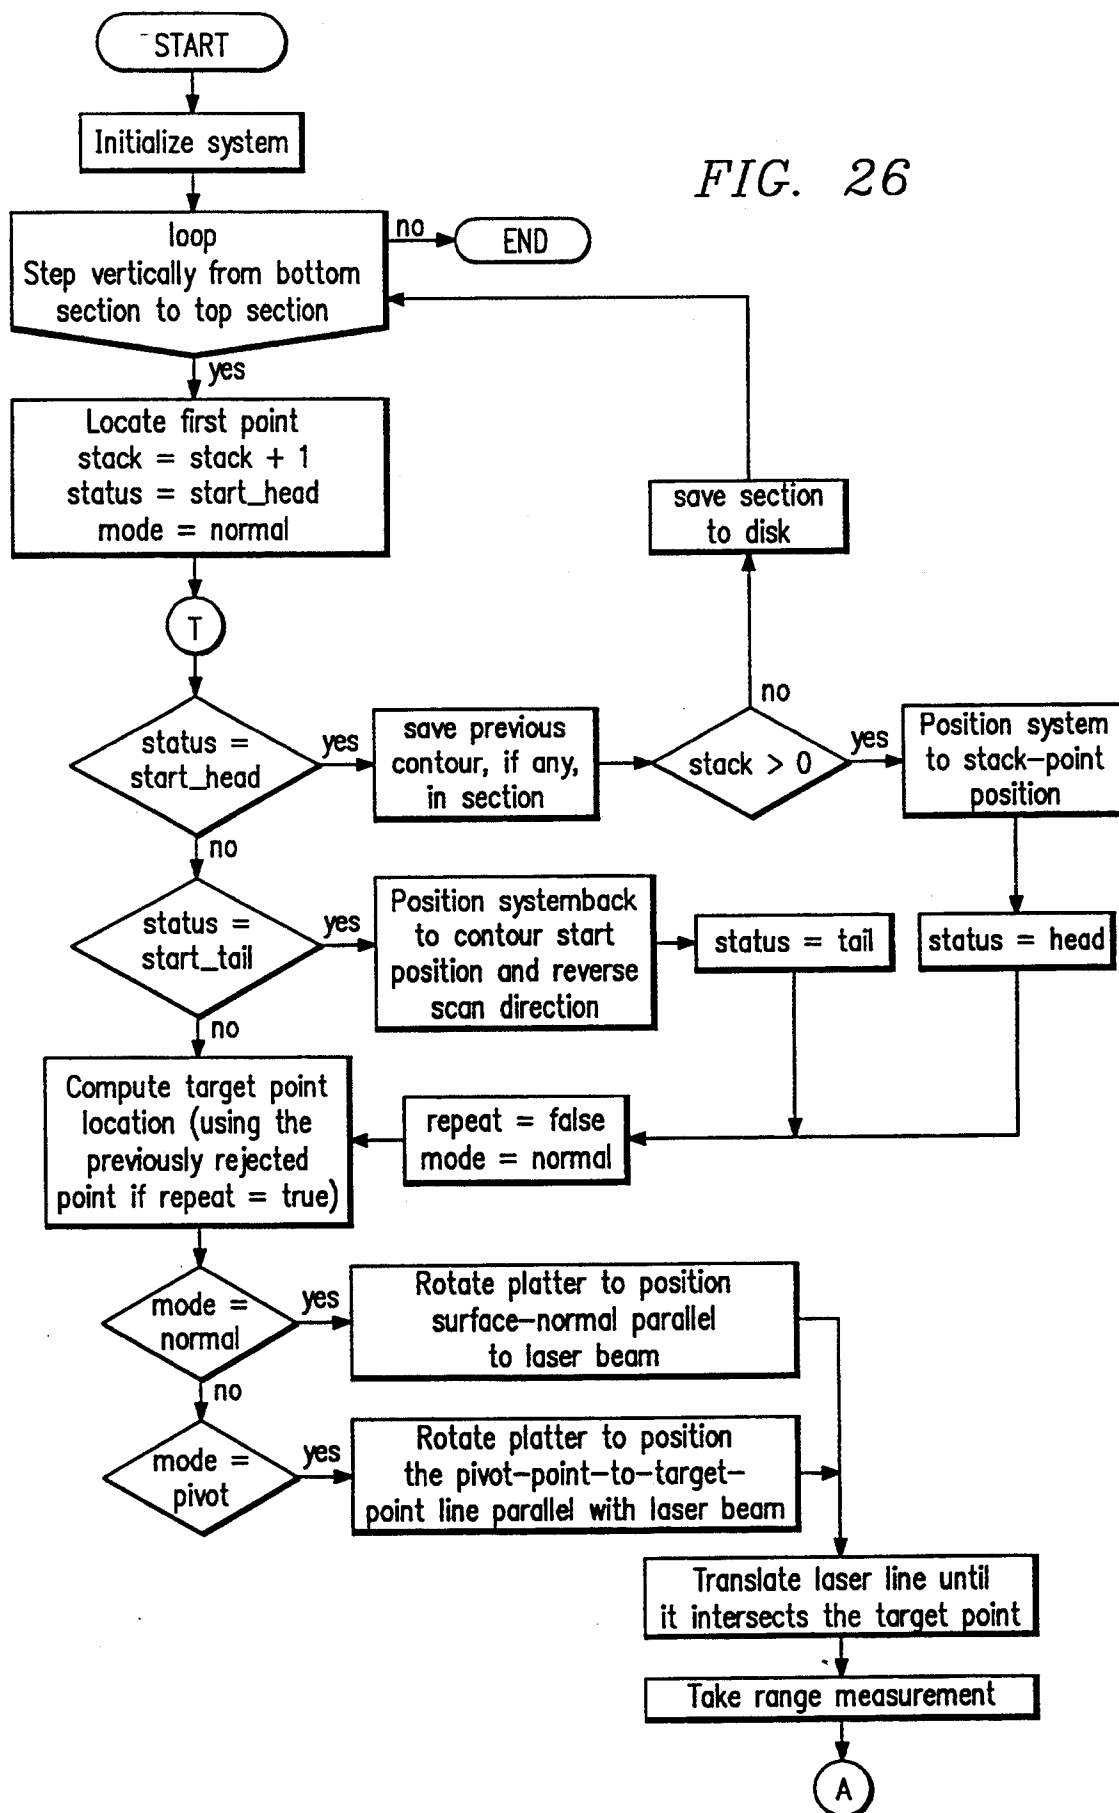 START
Initialize system
FIG. 26
loop
Step vertically from bottom
section to top section
no
END
yes
Locate first point
stack = stack + 1
status = start_head
mode = normal
save section
to disk
T
no
status =
start_head
yes
save previous
contour, if any,
in section
stack > 0
yes
Position system
to stack-point
position
no
status =
start_tail
yes
Position systemback
to contour start
position and reverse
scan direction
status = tail
status = head
no
Compute target point
location (using the
previously rejected
point if repeat = true)
repeat = false
mode = normal
mode =
normal
yes
Rotate platter to position
surface-normal parallel
to laser beam
no
mode =
pivot
yes
Rotate platter to position
the pivot-point-to-target-
point line parallel with laser beam
Translate laser line until
it intersects the target point
Take range measurement
A